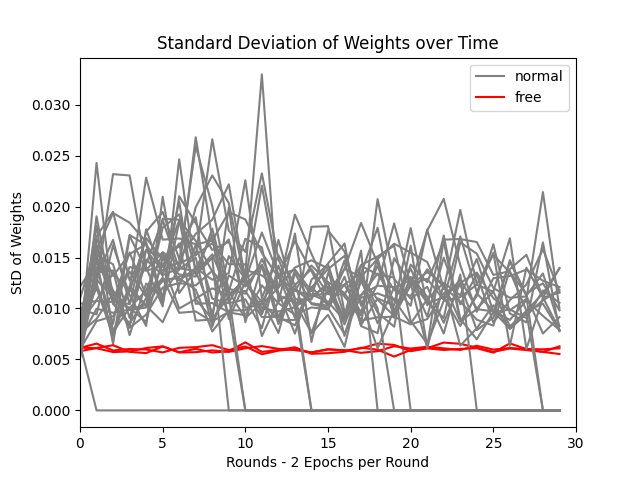 Standard Deviation of Weights over Time
normal
free
StD of Weights
0.030
0.025
0.020
0.015
0.010
0.005
0.000
0 5 10 15 20 25 30
Rounds - 2 Epochs per Round